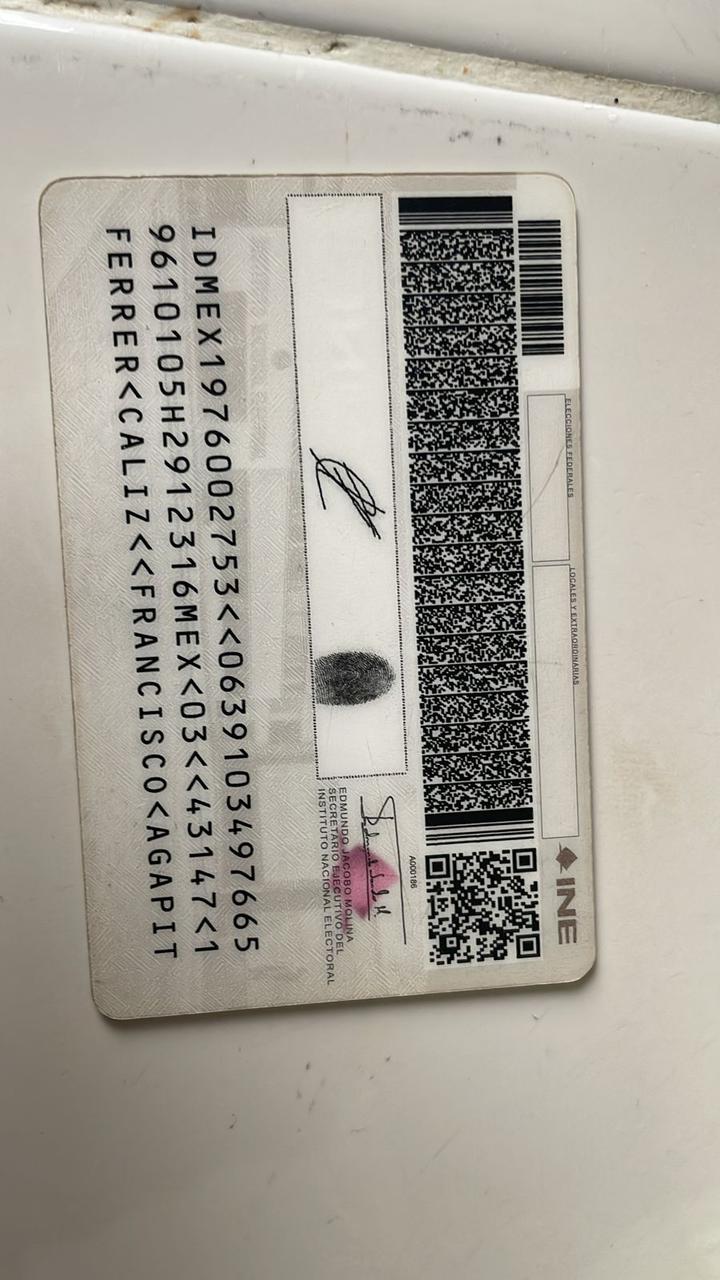 ELECCIONES FEDERALES
LOCALES Y EXTRAORDINARIAS
INE
A000186
EDMUNDO JACOBO MOLINA
SECRETARIO EJECUTIVO DEL
INSTITUTO NACIONAL ELECTORAL
IDMEX1976002753<<0639103497665
9610105H2912316MEX<03<<43147<1
FERRER<CALIZ<<FRANCISCO<AGAPIT